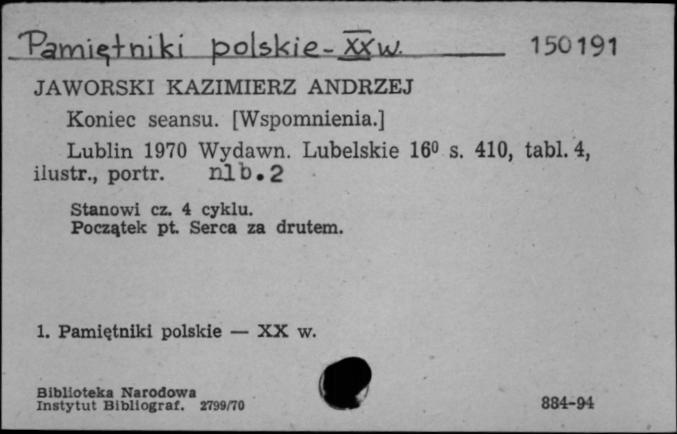 Pamiętniki polskie - XX w. 150191
JAWORSKI KAZIMIERZ ANDRZEJ
Koniec seansu. [Wspomnienia.]
Lublin 1970 Wydawn. Lubelskie 16⁰ s. 410, tabl. 4,
ilustr., portr. nlb. 2
Stanowi cz. 4 cyklu.
Początek pt. Serca za drutem.
1. Pamiętniki polskie — XX w.
Biblioteka Narodowa
Instytut Bibliograf. 2799/70 884-94